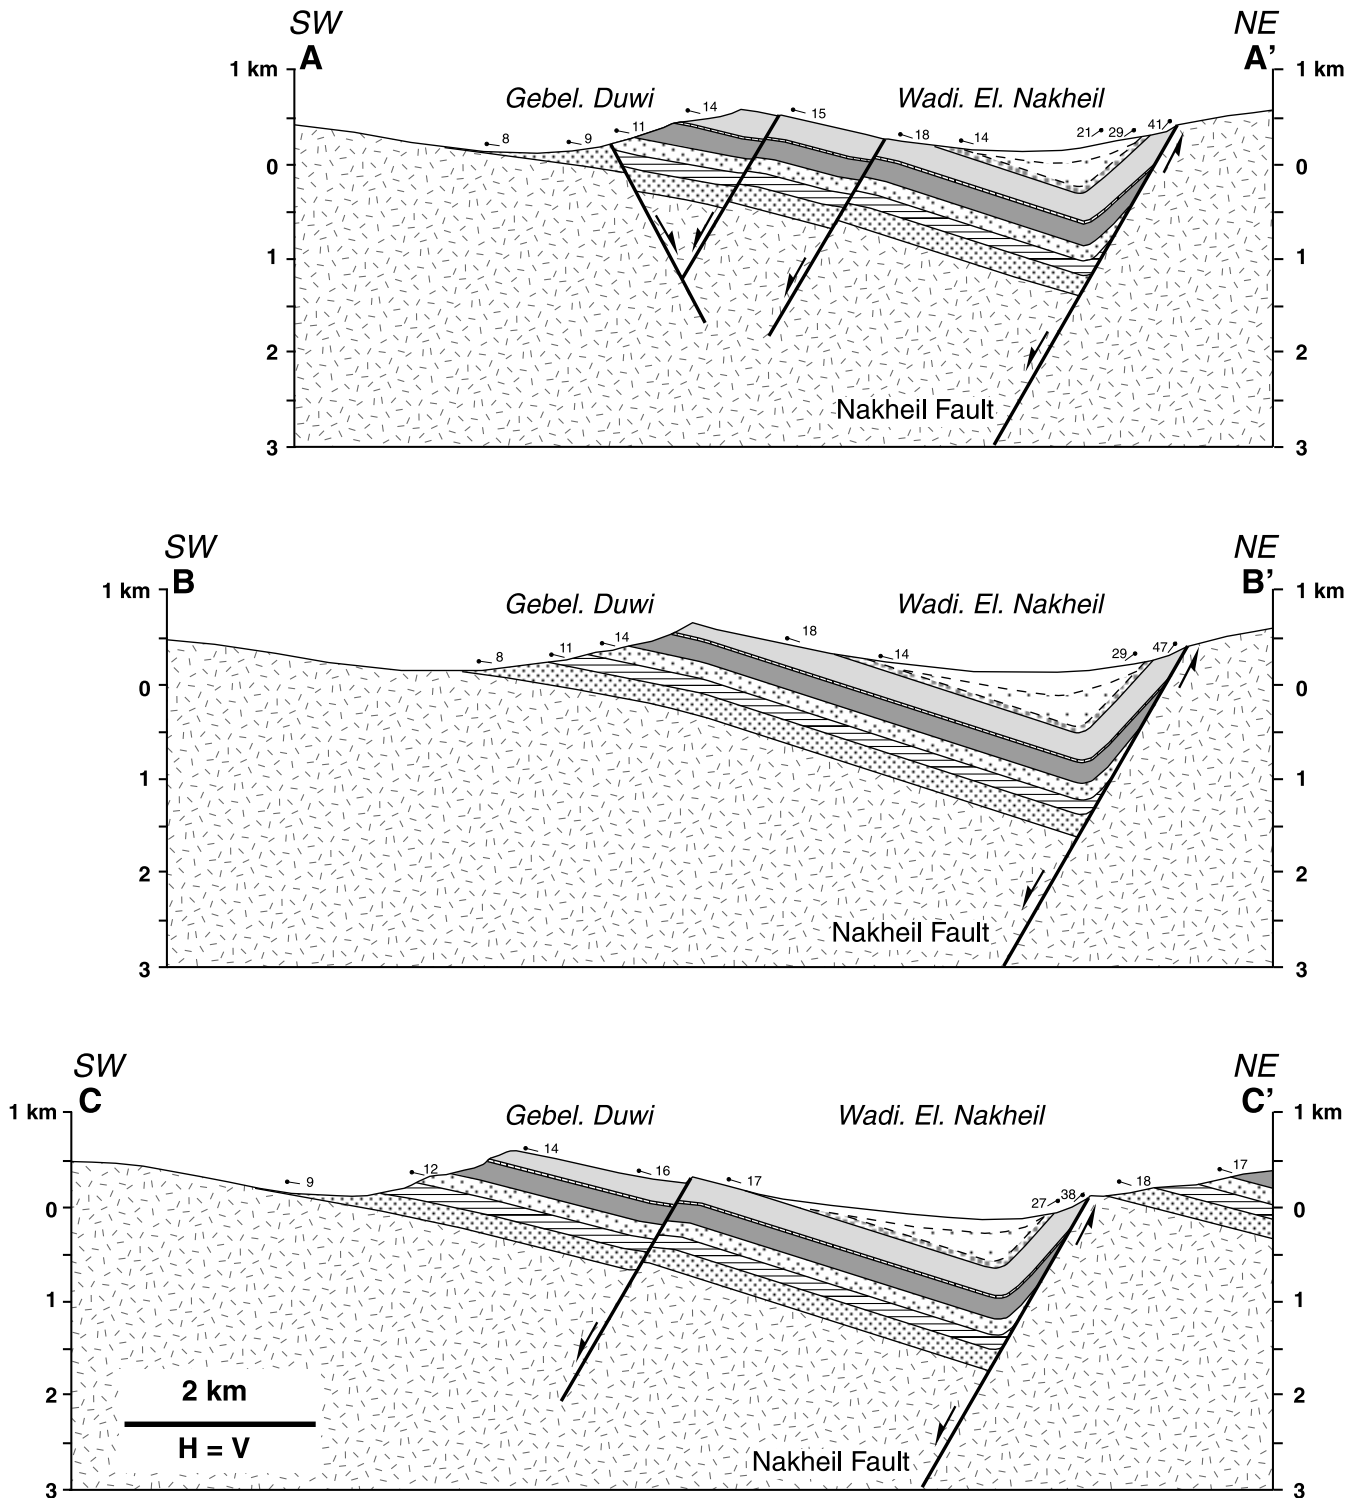 SW NE
A A’
1 km 1 km
Gebel. Duwi Wadi. El. Nakheil
8 9 11 14 15 18 14 21 29 41
0 0
1 1
2 2
Nakheil Fault
3 3
SW NE
B B’
1 km 1 km
Gebel. Duwi Wadi. El. Nakheil
8 11 14 18 14 29 47
0 0
1 1
2 2
Nakheil Fault
3 3
SW NE
C C’
1 km 1 km
Gebel. Duwi Wadi. El. Nakheil
9 12 14 16 17 27 38 18 17
0 0
1 1
2 2
2 km
H = V
Nakheil Fault
3 3